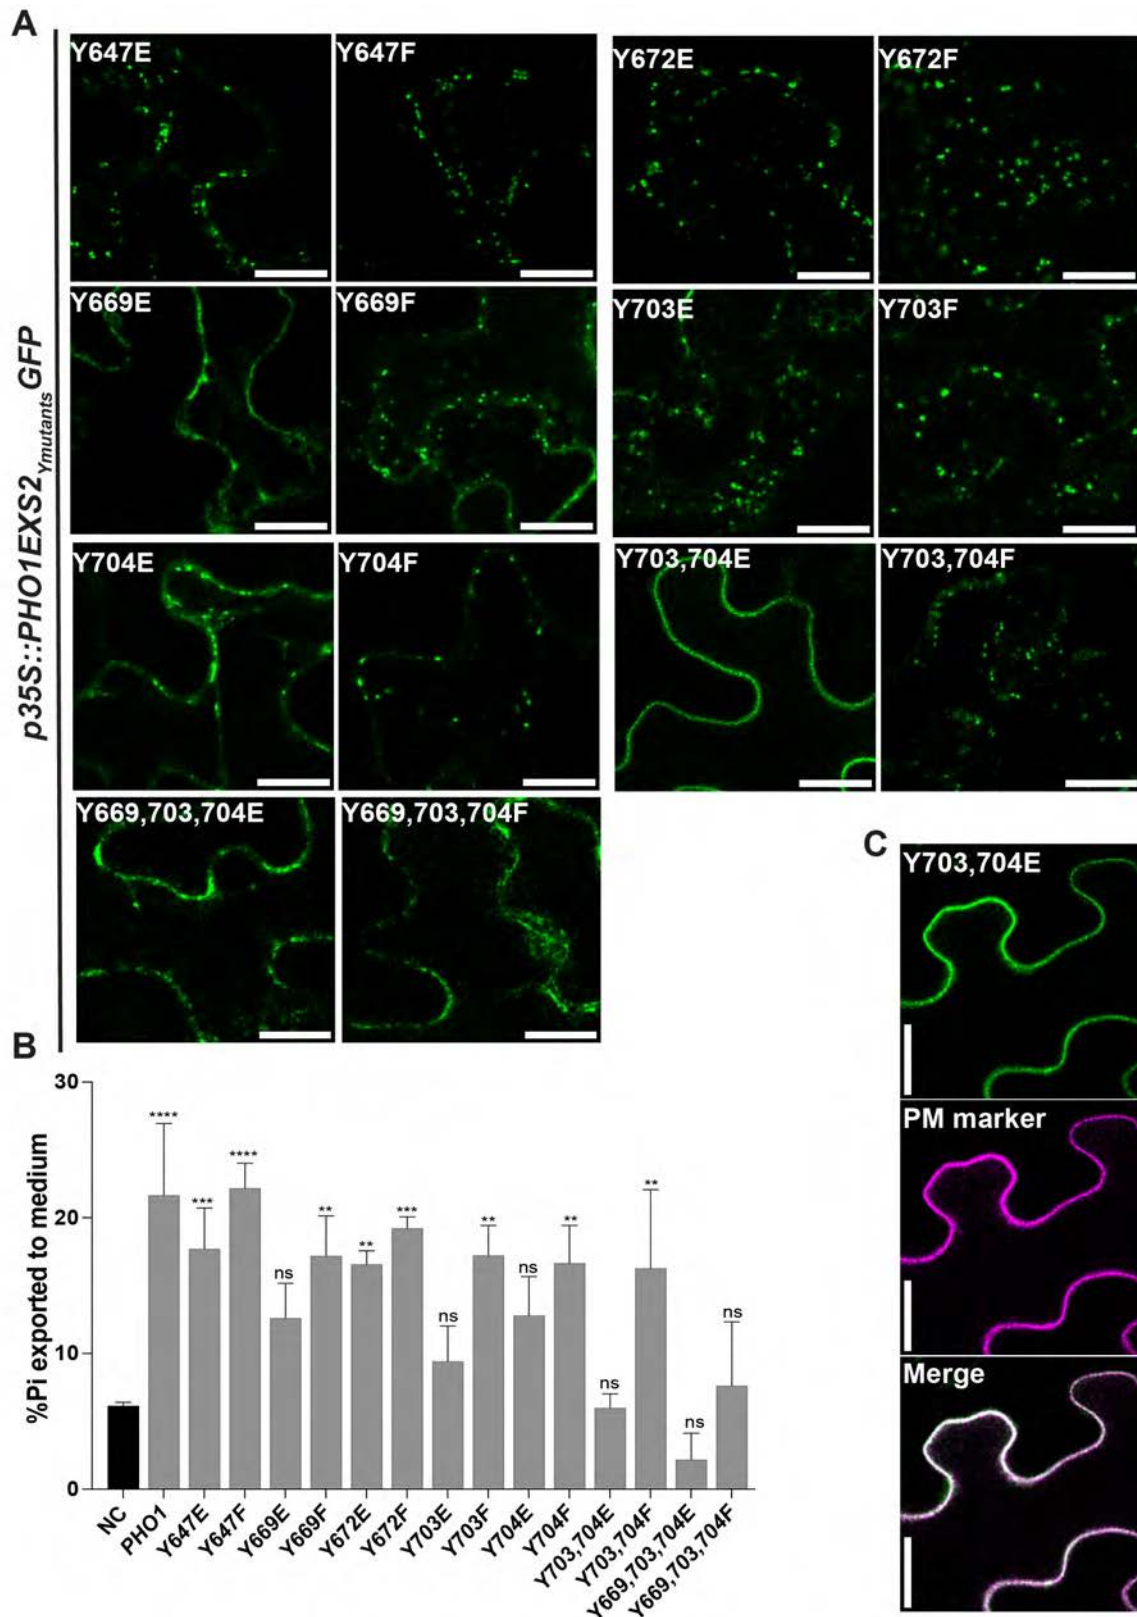 A
p35S::PHO1EXS2YmutantsGFP
Y647E
Y647F
Y672E
Y672F
Y669E
Y669F
Y703E
Y703F
Y704E
Y704F
Y703,704E
Y703,704F
Y669,703,704E
Y669,703,704F
B
%Pi exported to medium
30
20
10
0
****
***
****
ns
**
**
***
ns
**
ns
**
ns
**
ns
ns
NC
PHO1
Y647E
Y647F
Y669E
Y669F
Y672E
Y672F
Y703E
Y703F
Y704E
Y704F
Y703,704E
Y703,704F
Y669,703,704E
Y669,703,704F
C
Y703,704E
PM marker
Merge